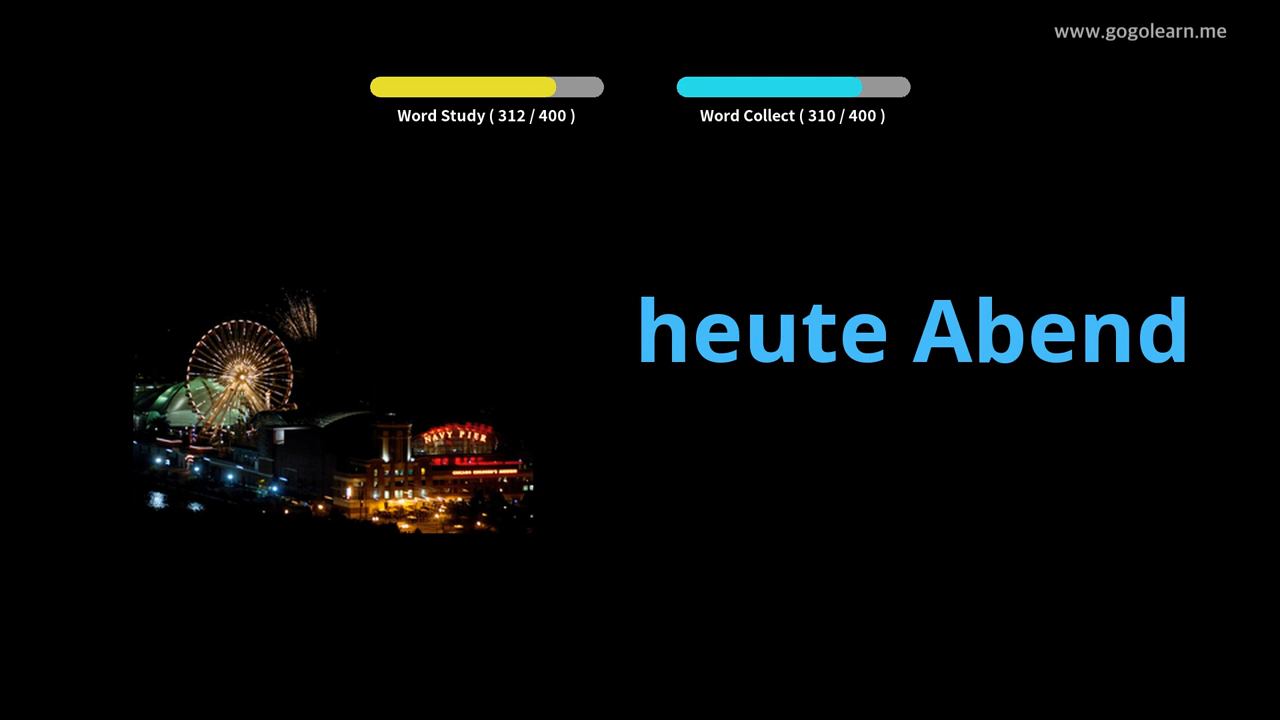 www.gogolearn.me
Word Study ( 312 / 400 )
Word Collect ( 310 / 400 )
heute Abend
NAVY PIER